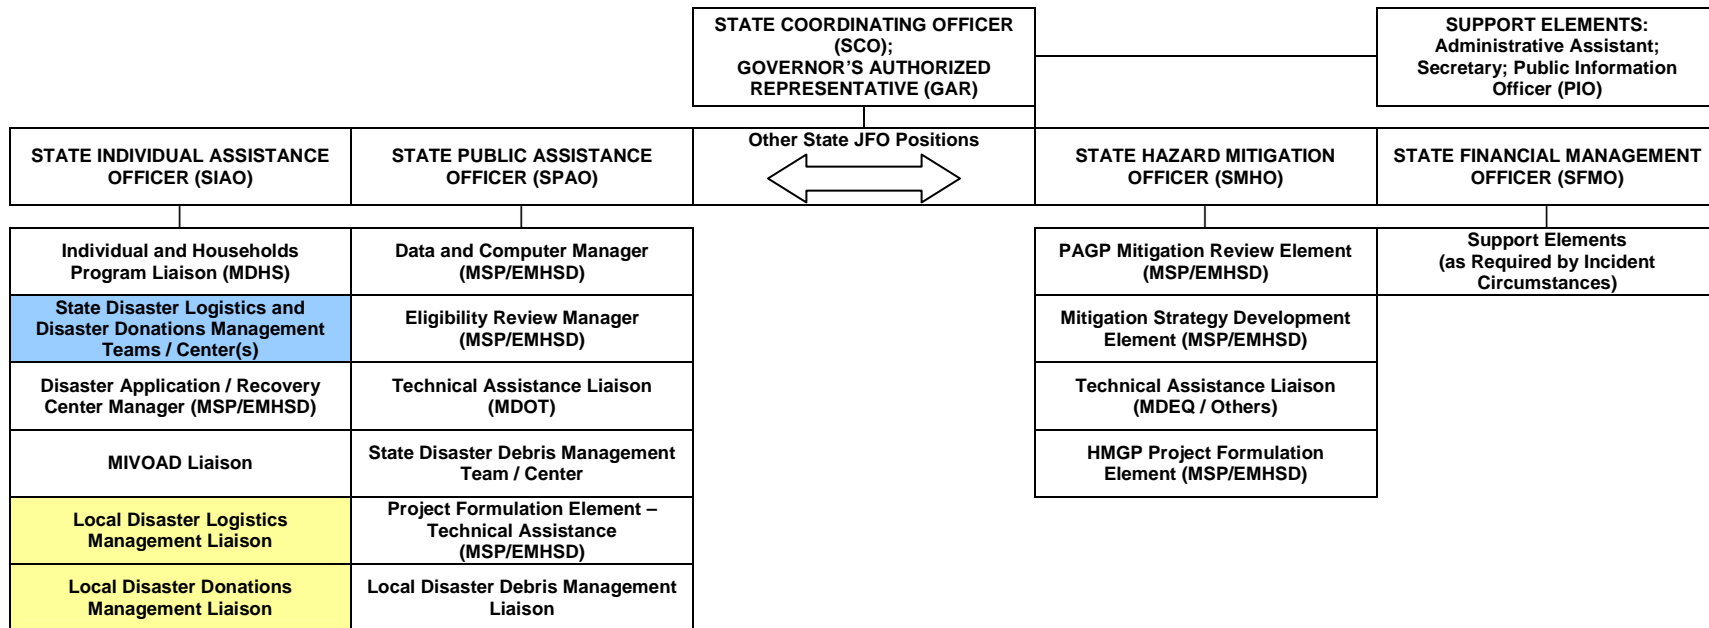 STATE COORDINATING OFFICER
(SCO);
GOVERNOR’S AUTHORIZED
REPRESENTATIVE (GAR)
SUPPORT ELEMENTS:
Administrative Assistant;
Secretary; Public Information
Officer (PIO)
STATE INDIVIDUAL ASSISTANCE
OFFICER (SIAO)
STATE PUBLIC ASSISTANCE
OFFICER (SPAO)
Other State JFO Positions
STATE HAZARD MITIGATION
OFFICER (SMHO)
STATE FINANCIAL MANAGEMENT
OFFICER (SFMO)
Individual and Households
Program Liaison (MDHS)
State Disaster Logistics and
Disaster Donations Management
Teams / Center(s)
Disaster Application / Recovery
Center Manager (MSP/EMHSD)
MIVOAD Liaison
Local Disaster Logistics
Management Liaison
Local Disaster Donations
Management Liaison
Data and Computer Manager
(MSP/EMHSD)
Eligibility Review Manager
(MSP/EMHSD)
Technical Assistance Liaison
(MDOT)
State Disaster Debris Management
Team / Center
Project Formulation Element –
Technical Assistance
(MSP/EMHSD)
Local Disaster Debris Management
Liaison
PAGP Mitigation Review Element
(MSP/EMHSD)
Mitigation Strategy Development
Element (MSP/EMHSD)
Technical Assistance Liaison
(MDEQ / Others)
HMGP Project Formulation
Element (MSP/EMHSD)
Support Elements
(as Required by Incident
Circumstances)